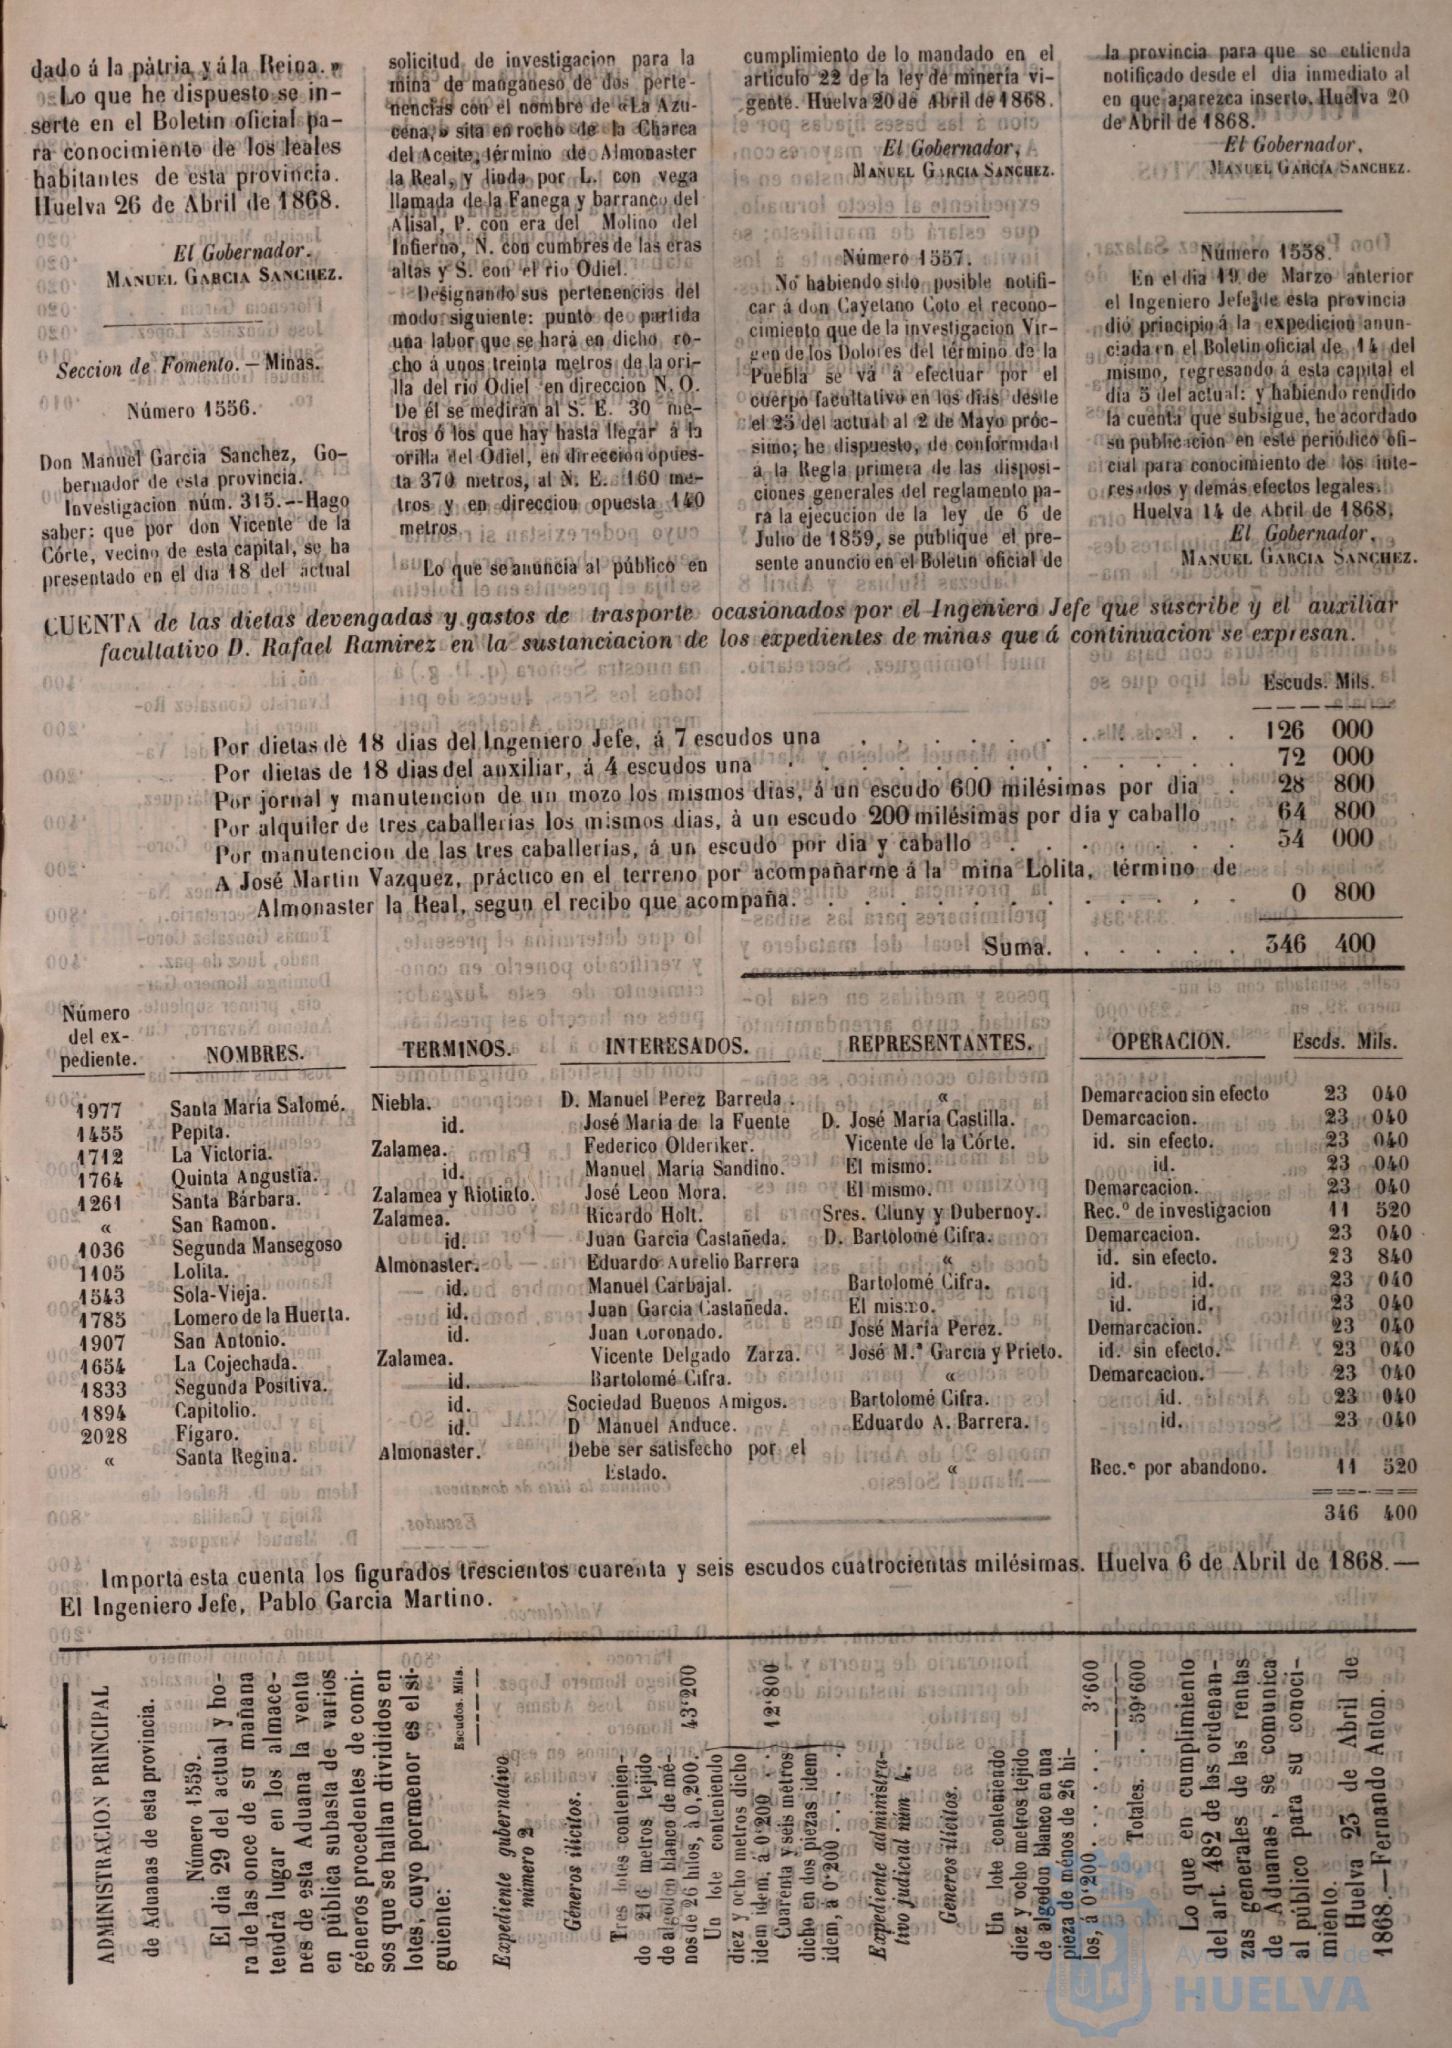 dado á la pàtria y á la Reina.»
Lo que he dispuesto se in-
serte en el Boletin oficial pa-
ra conocimiento de los leales
habitantes de esta provincia.
Huelva 26 de Abril de 1868.
El Gobernador.
MANUEL GARCIA SANCHEZ.
Seccion de Fomento. — Minas.
Número 1556.
Don Manuel Garcia Sanchez, Go-
bernador de esta provincia.
Investigacion núm. 315.--Hago
saber: que por don Vicente de la
Córte, vecino de esta capital, se ha
presentado en el dia 18 del actual
solicitud de investigacion para la
mina de manganeso de dos perte-
nencias con el nombre de «La Azu-
cena,» sita en rocho de la Charca
del Aceite, término de Almonaster
la Real, y linda por L. con vega
llamada de la Fanega y barranco del
Alisal, P. con era del Molino del
Infierno, N. con cumbres de las eras
altas y S. con el rio Odiel.
Designando sus pertenencias del
modo siguiente: punto de partida
una labor que se hará en dicho ro-
cho á unos treinta metros de la ori-
lla del rio Odiel en direccion N. O.
De él se medirán al S. E. 30 me-
tros ó los que hay hasta llegar á la
orilla del Odiel, en direccion opues-
ta 370 metros, al N. E. 160 me-
tros y en direccion opuesta 140
metros.
Lo que se anuncia al público en
cumplimiento de lo mandado en el
artículo 22 de la ley de minería vi-
gente. Huelva 20 de Abril de 1868.
El Gobernador,
MANUEL GARCIA SANCHEZ.
Número 1557.
No habiendo sido posible notifi-
car á don Cayetano Coto el recono-
cimiento que de la investigacion Vir-
gen de los Dolores del término de la
Puebla se vá á efectuar por el
cuerpo facultativo en los dias desde
el 25 del actual al 2 de Mayo próc-
simo; he dispuesto, de conformidad
á la Regla primera de las disposi-
ciones generales del reglamento pa-
ra la ejecucion de la ley de 6 de
Julio de 1859, se publique el pre-
sente anuncio en el Boletin oficial de
la provincia para que se entienda
notificado desde el dia inmediato al
en que aparezca inserto. Huelva 20
de Abril de 1868.
El Gobernador,
MANUEL GARCIA SANCHEZ.
Número 1558.
En el dia 19 de Marzo anterior
el Ingeniero Jefe de esta provincia
dió principio á la expedicion anun-
ciada en el Boletin oficial de 14 del
mismo, regresando á esta capital el
dia 5 del actual: y habiendo rendido
la cuenta que subsigue, he acordado
su publicacion en este periódico ofi-
cial para conocimiento de los inte-
resados y demás efectos legales.
Huelva 14 de Abril de 1868.
El Gobernador,
MANUEL GARCIA SANCHEZ.
CUENTA de las dietas devengadas y gastos de trasporte ocasionados por el Ingeniero Jefe que suscribe y el auxiliar
facultativo D. Rafael Ramirez en la sustanciacion de los expedientes de minas que á continuacion se expresan.
Escuds. Mils.
Por dietas de 18 dias del Ingeniero Jefe, á 7 escudos una . . . 126 000
Por dietas de 18 dias del auxiliar, á 4 escudos una . . . 72 000
Por jornal y manutencion de un mozo los mismos dias, á un escudo 600 milésimas por dia . 28 800
Por alquiler de tres caballerias los mismos dias, à un escudo 200 milésimas por dia y caballo . 64 800
Por manutencion de las tres caballerias, á un escudo por dia y caballo . . . 54 000
A José Martin Vazquez, práctico en el terreno por acompañarme á la mina Lolita, término de
Almonaster la Real, segun el recibo que acompaña. . . . 0 800
Suma. . . . 346 400
Número
del ex-
pediente. NOMBRES. TERMINOS. INTERESADOS. REPRESENTANTES. OPERACION. Escds. Mils.
1977 Santa María Salomé. Niebla. D. Manuel Perez Barreda . « Demarcacion sin efecto 23 040
1455 Pepita. id. José Maria de la Fuente D. José María Castilla. Demarcacion. 23 040
1712 La Victoria. Zalamea. Federico Olderiker. Vicente de la Córte. id. sin efecto. 23 040
1764 Quinta Angustia. id. Manuel Maria Sandino. El mismo. id. 23 040
1261 Santa Bárbara. Zalamea y Riotinto. José Leon Mora. El mismo. Demarcacion. 23 040
« San Ramon. Zalamea. Ricardo Holt. Sres. Cluny y Dubernoy. Rec.º de investigacion 11 520
1036 Segunda Mansegoso id. Juan Garcia Castañeda. D. Bartolomé Cifra. Demarcacion. 23 040
1105 Lolita. Almonaster. Eduardo Aurelio Barrera « id. sin efecto. 23 840
1543 Sola-Vieja. id. Manuel Carbajal. Bartolomé Cifra. id. id. 23 040
1785 Lomero de la Huerta. id. Juan Garcia Castañeda. El mismo. id. id. 23 040
1907 San Antonio. id. Juan Coronado. José Maria Perez. Demarcacion. 23 040
1654 La Cojechada. Zalamea. Vicente Delgado Zarza. José M.ª Garcia y Prieto. id. sin efecto. 23 040
1833 Segunda Positiva. id. Bartolomé Cifra. « Demarcacion. 23 040
1894 Capitolio. id. Sociedad Buenos Amigos. Bartolomé Cifra. id. 23 040
2028 Fígaro. id. D Manuel Anduce. Eduardo A. Barrera. id. 23 040
« Santa Regina. Almonaster. Debe ser satisfecho por el
Estado. « Rec.º por abandono. 11 520
346 400
Importa esta cuenta los figurados trescientos cuarenta y seis escudos cuatrocientas milésimas. Huelva 6 de Abril de 1868.—
El Ingeniero Jefe, Pablo Garcia Martino.
ADMINISTRACION PRINCIPAL
de Aduanas de esta provincia.
Número 1559.
El dia 29 del actual y ho-
ra de las once de su mañana
tendrá lugar en los almace-
nes de esta Aduana la venta
en pública subasta de varios
géneros procedentes de comi-
sos que se hallan divididos en
lotes, cuyo pormenor es el si-
guiente:
Escudos. Mils.
Expediente gubernativo
número 2
Géneros ilícitos.
Tres lotes contenien-
do 216 metros tejido
de algodon blanco de mé-
nos de 26 hilos, à 0,200. 43'200
Un lote conteniendo
diez y ocho metros dicho
idem idem, á 0'200 . .
Cuarenta y seis metros
dicho en dos piezas idem
idem, á 0'200 . . . . . 12'800
Expediente administra-
tivo judicial núm 4.
Géneros ilícitos.
Un lote conteniendo
diez y ocho metros tejido
de algodon blanco en una
pieza de ménos de 26 hi-
los, á 0'200. . . . . . 3'600
Totales. . 59'600
Lo que en cumplimiento
del art. 482 de las ordenan-
zas generales de las rentas
de Aduanas, se comunica
al público para su conoci-
miento.
Huelva 23 de Abril de
1868.—Fernando Anton.
Ayuntamiento de
HUELVA